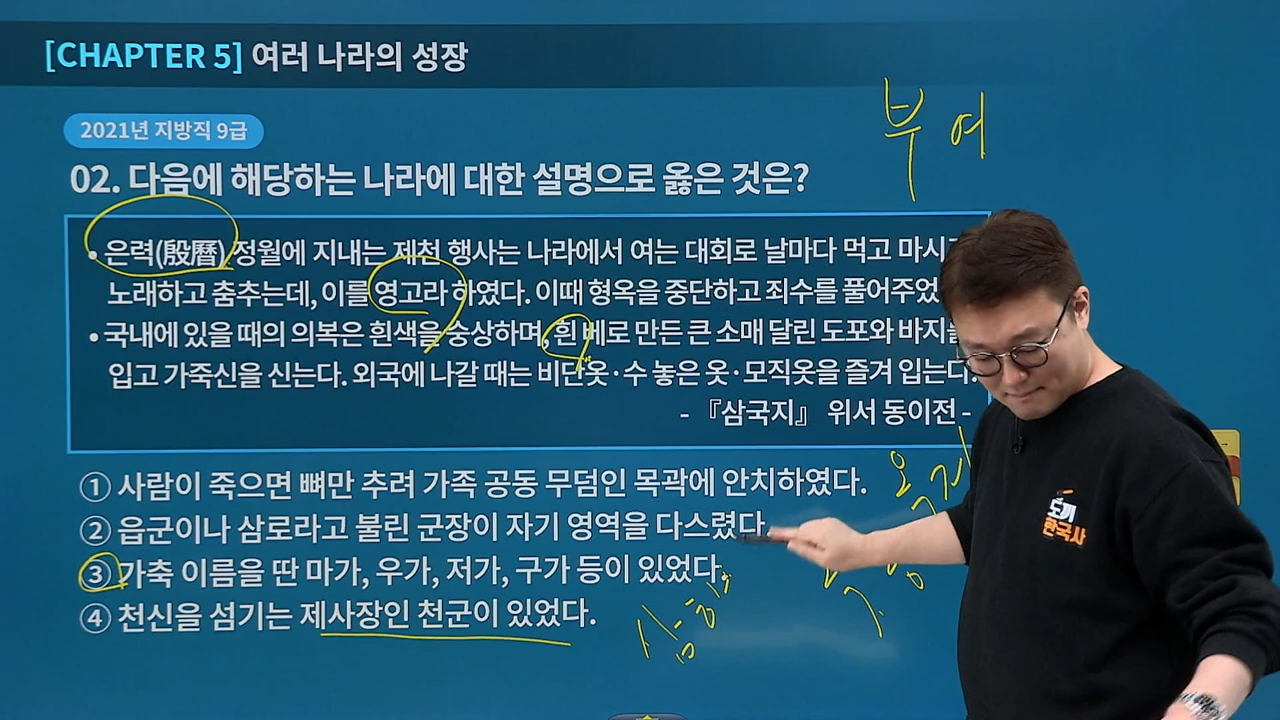 [CHAPTER 5] 여러 나라의 성장
부여
2021년 지방직 9급
02. 다음에 해당하는 나라에 대한 설명으로 옳은 것은?
• 은력(殷曆) 정월에 지내는 제천 행사는 나라에서 여는 대회로 날마다 먹고 마시고
노래하고 춤추는데, 이를 영고라 하였다. 이때 형옥을 중단하고 죄수를 풀어주었
• 국내에 있을 때의 의복은 흰색을 숭상하며, 흰 베로 만든 큰 소매 달린 도포와 바지를
입고 가죽신을 신는다. 외국에 나갈 때는 비단옷·수 놓은 옷·모직옷을 즐겨 입는다.
- 『삼국지』 위서 동이전 -
① 사람이 죽으면 뼈만 추려 가족 공동 무덤인 목곽에 안치하였다.
옥저
② 읍군이나 삼로라고 불린 군장이 자기 영역을 다스렸다
③ 가축 이름을 딴 마가, 우가, 저가, 구가 등이 있었다.
④ 천신을 섬기는 제사장인 천군이 있었다.
도끼
한국사